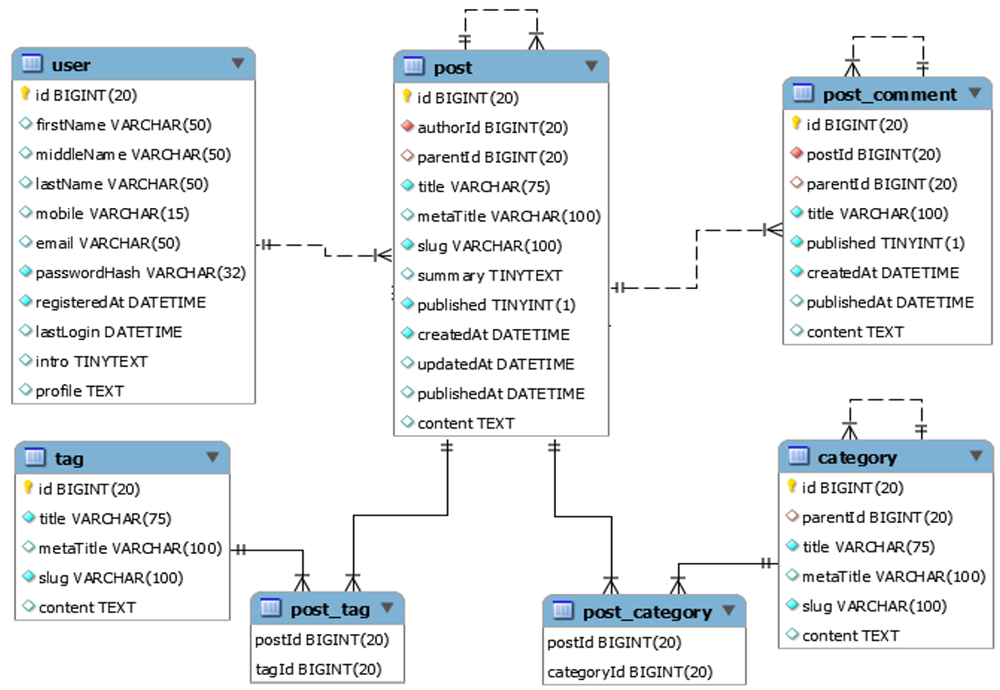 user
id BIGINT(20)
firstName VARCHAR(50)
middleName VARCHAR(50)
lastName VARCHAR(50)
mobile VARCHAR(15)
email VARCHAR(50)
passwordHash VARCHAR(32)
registeredAt DATETIME
lastLogin DATETIME
intro TINYTEXT
profile TEXT
post
id BIGINT(20)
authorId BIGINT(20)
parentId BIGINT(20)
title VARCHAR(75)
metaTitle VARCHAR(100)
slug VARCHAR(100)
summary TINYTEXT
published TINYINT(1)
createdAt DATETIME
updatedAt DATETIME
publishedAt DATETIME
content TEXT
post_comment
id BIGINT(20)
postId BIGINT(20)
parentId BIGINT(20)
title VARCHAR(100)
published TINYINT(1)
createdAt DATETIME
publishedAt DATETIME
content TEXT
tag
id BIGINT(20)
title VARCHAR(75)
metaTitle VARCHAR(100)
slug VARCHAR(100)
content TEXT
post_tag
postId BIGINT(20)
tagId BIGINT(20)
post_category
postId BIGINT(20)
categoryId BIGINT(20)
category
id BIGINT(20)
parentId BIGINT(20)
title VARCHAR(75)
metaTitle VARCHAR(100)
slug VARCHAR(100)
content TEXT